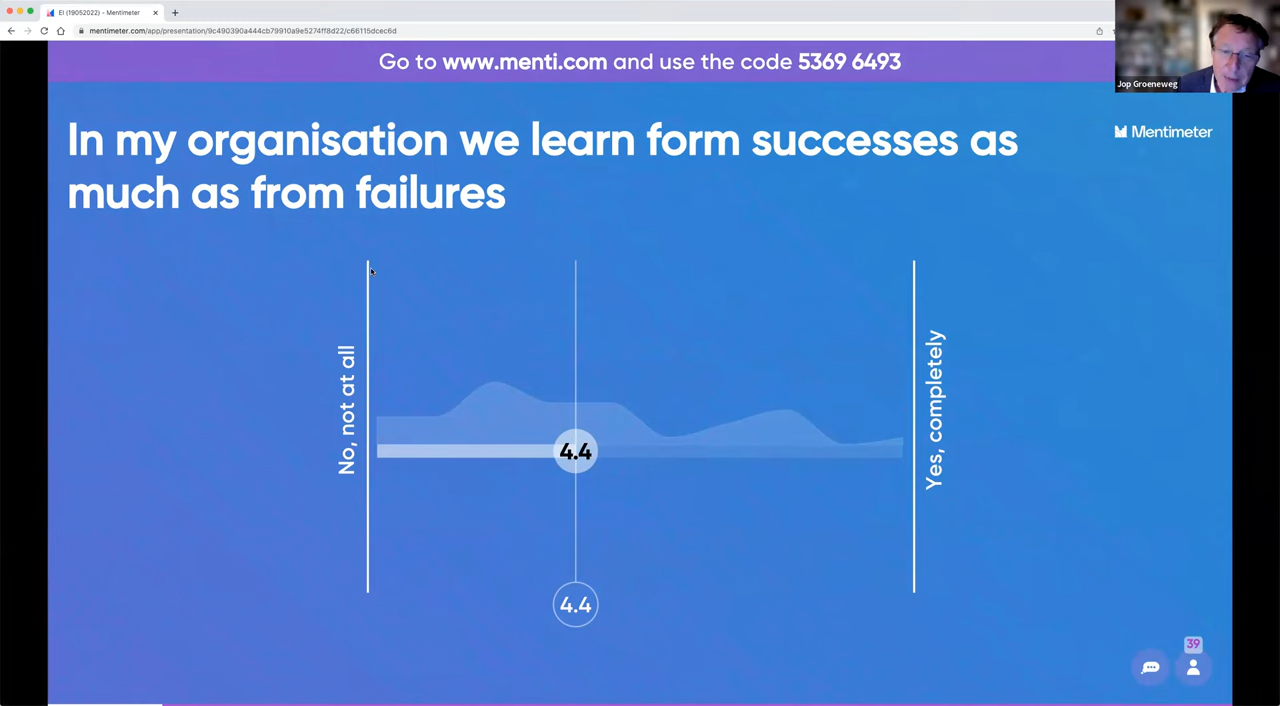 EI (19052022) - Mentimeter
mentimeter.com/app/presentation/9c490390a444cb79910a9e5274ff8d22/c66115dcec6d
Jop Groeneweg
Go to www.menti.com and use the code 5369 6493
Mentimeter
In my organisation we learn form successes as
much as from failures
No, not at all
4.4
Yes, completely
4.4
39